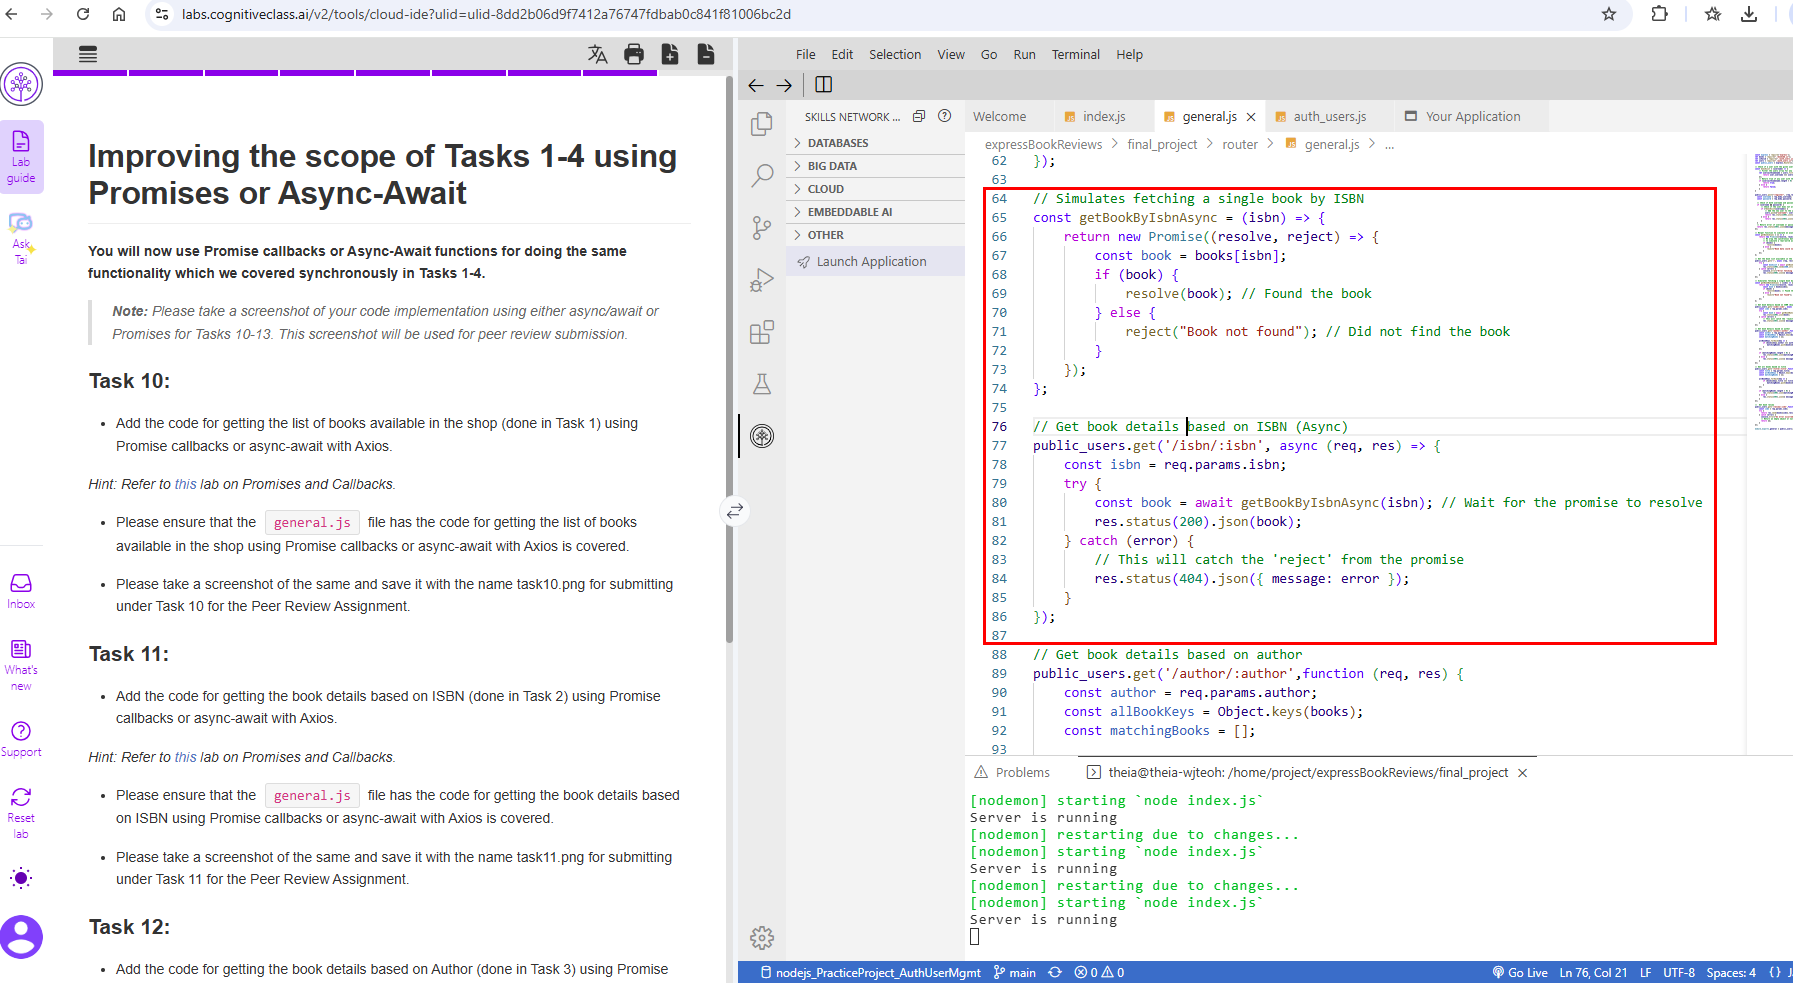 labs.cognitiveclass.ai/v2/tools/cloud-ide?ulid=ulid-8dd2b06d9f7412a76747fdbab0c841f81006bc2d
Lab
guide
Ask
Tai
Inbox
What's
new
Support
Reset
lab
Improving the scope of Tasks 1-4 using
Promises or Async-Await
You will now use Promise callbacks or Async-Await functions for doing the same
functionality which we covered synchronously in Tasks 1-4.
Note: Please take a screenshot of your code implementation using either async/await or
Promises for Tasks 10-13. This screenshot will be used for peer review submission.
Task 10:
• Add the code for getting the list of books available in the shop (done in Task 1) using
Promise callbacks or async-await with Axios.
Hint: Refer to this lab on Promises and Callbacks.
• Please ensure that the general.js file has the code for getting the list of books
available in the shop using Promise callbacks or async-await with Axios is covered.
• Please take a screenshot of the same and save it with the name task10.png for submitting
under Task 10 for the Peer Review Assignment.
Task 11:
• Add the code for getting the book details based on ISBN (done in Task 2) using Promise
callbacks or async-await with Axios.
Hint: Refer to this lab on Promises and Callbacks.
• Please ensure that the general.js file has the code for getting the book details based
on ISBN using Promise callbacks or async-await with Axios is covered.
• Please take a screenshot of the same and save it with the name task11.png for submitting
under Task 11 for the Peer Review Assignment.
Task 12:
• Add the code for getting the book details based on Author (done in Task 3) using Promise
File Edit Selection View Go Run Terminal Help
SKILLS NETWORK ...
DATABASES
BIG DATA
CLOUD
EMBEDDABLE AI
OTHER
Launch Application
Welcome index.js general.js auth_users.js Your Application
expressBookReviews > final_project > router > general.js > ...
62 });
63
64 // Simulates fetching a single book by ISBN
65 const getBookByIsbnAsync = (isbn) => {
66 return new Promise((resolve, reject) => {
67 const book = books[isbn];
68 if (book) {
69 resolve(book); // Found the book
70 } else {
71 reject("Book not found"); // Did not find the book
72 }
73 });
74 };
75
76 // Get book details based on ISBN (Async)
77 public_users.get('/isbn/:isbn', async (req, res) => {
78 const isbn = req.params.isbn;
79 try {
80 const book = await getBookByIsbnAsync(isbn); // Wait for the promise to resolve
81 res.status(200).json(book);
82 } catch (error) {
83 // This will catch the 'reject' from the promise
84 res.status(404).json({ message: error });
85 }
86 });
87
88 // Get book details based on author
89 public_users.get('/author/:author',function (req, res) {
90 const author = req.params.author;
91 const allBookKeys = Object.keys(books);
92 const matchingBooks = [];
93
Problems theia@theia-wjteoh: /home/project/expressBookReviews/final_project
[nodemon] starting `node index.js`
Server is running
[nodemon] restarting due to changes...
[nodemon] starting `node index.js`
Server is running
[nodemon] restarting due to changes...
[nodemon] starting `node index.js`
Server is running
nodejs_PracticeProject_AuthUserMgmt main 0 0 Go Live Ln 76, Col 21 LF UTF-8 Spaces: 4 {}